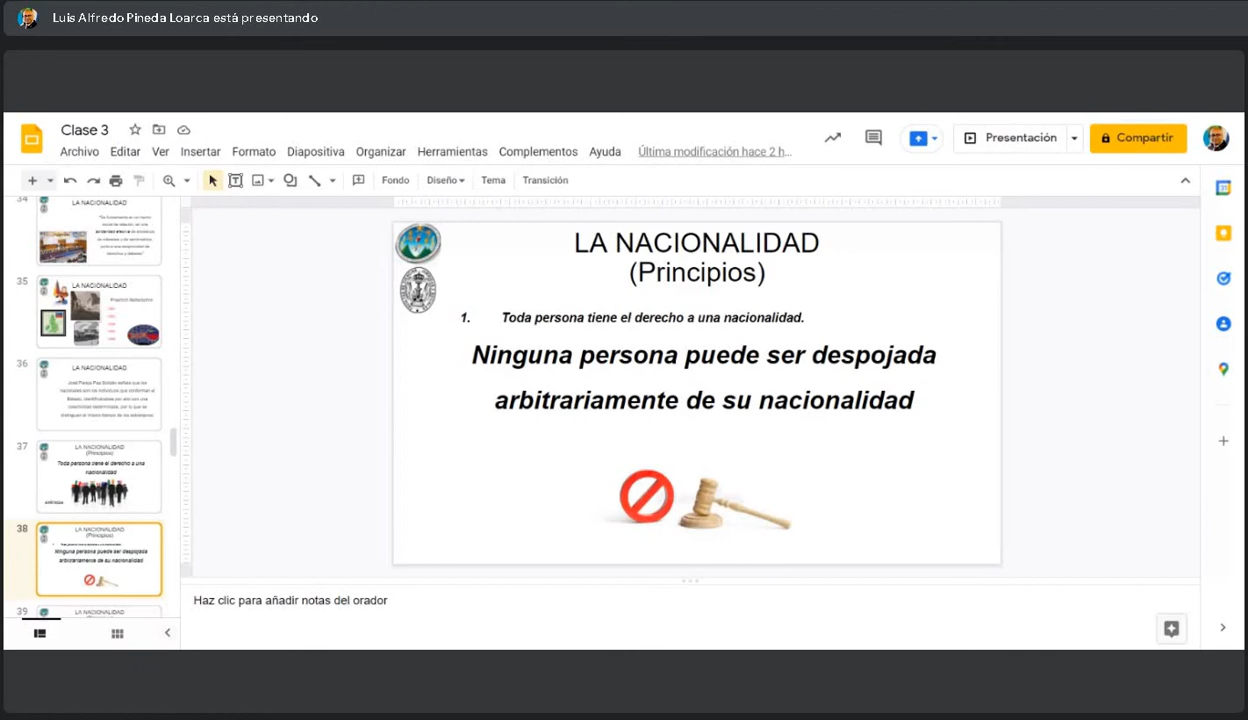 Luis Alfredo Pineda Loarca está presentando
Clase 3
Archivo Editar Ver Insertar Formato Diapositiva Organizar Herramientas Complementos Ayuda Última modificación hace 2 h...
Presentación
Compartir
Fondo Diseño Tema Transición
34
LA NACIONALIDAD
35
LA NACIONALIDAD
36
LA NACIONALIDAD
37
LA NACIONALIDAD
(Principios)
Toda persona tiene el derecho a una
nacionalidad
38
LA NACIONALIDAD
(Principios)
Ninguna persona puede ser despojada
arbitrariamente de su nacionalidad
39
LA NACIONALIDAD
LA NACIONALIDAD
(Principios)
1. Toda persona tiene el derecho a una nacionalidad.
Ninguna persona puede ser despojada
arbitrariamente de su nacionalidad
Haz clic para añadir notas del orador